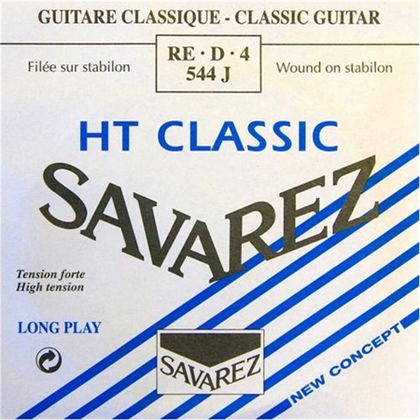 GUITARE CLASSIQUE - CLASSIC GUITAR
Filée sur stabilon
RE · D · 4
544 J
Wound on stabilon
HT CLASSIC
SAVAREZ
Tension forte
High tension
LONG PLAY
SAVAREZ
NEW CONCEPT